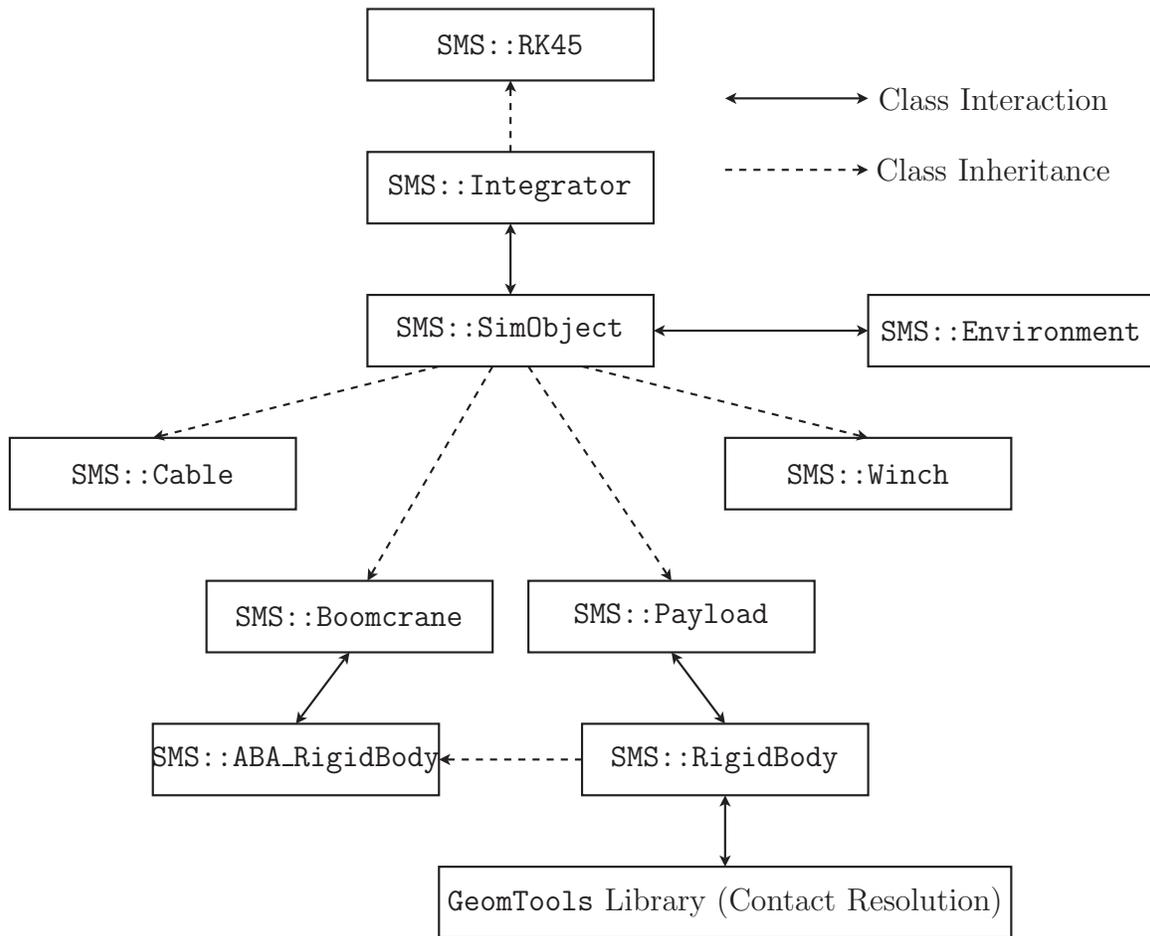 SMS::RK45
Class Interaction
Class Inheritance
SMS::Integrator
SMS::SimObject
SMS::Environment
SMS::Cable
SMS::Winch
SMS::Boomcrane
SMS::Payload
SMS::ABA_RigidBody
SMS::RigidBody
GeomTools Library (Contact Resolution)